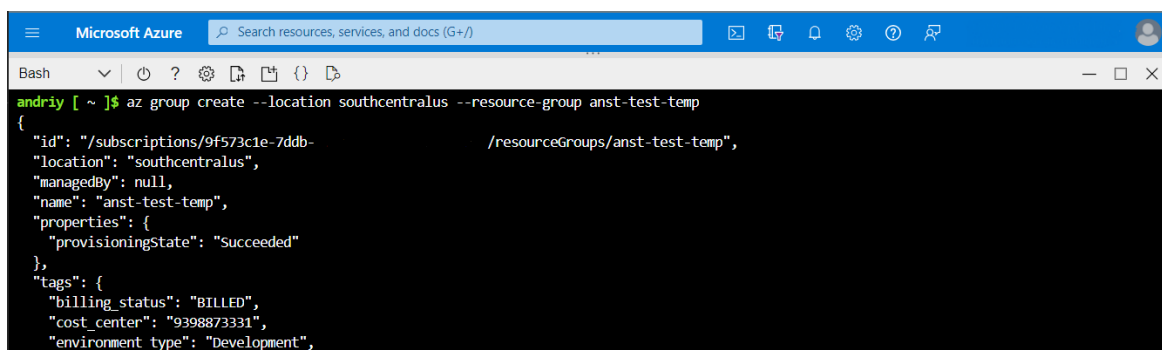 Microsoft Azure
Search resources, services, and docs (G+/)
Bash
andriy [ ~ ]$ az group create --location southcentralus --resource-group anst-test-temp
{
  "id": "/subscriptions/9f573c1e-7ddb-                    /resourceGroups/anst-test-temp",
  "location": "southcentralus",
  "managedBy": null,
  "name": "anst-test-temp",
  "properties": {
    "provisioningState": "Succeeded"
  },
  "tags": {
    "billing_status": "BILLED",
    "cost_center": "9398873331",
    "environment_type": "Development",